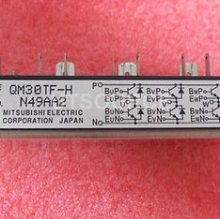 QM30TF-H
N49AA2
MITSUBISHI ELECTRIC
CORPORATION JAPAN
P
N
BuP
EuP
BuN
EuN
BvP
EvP
BvN
EvN
BwP
EwP
BwN
EwN